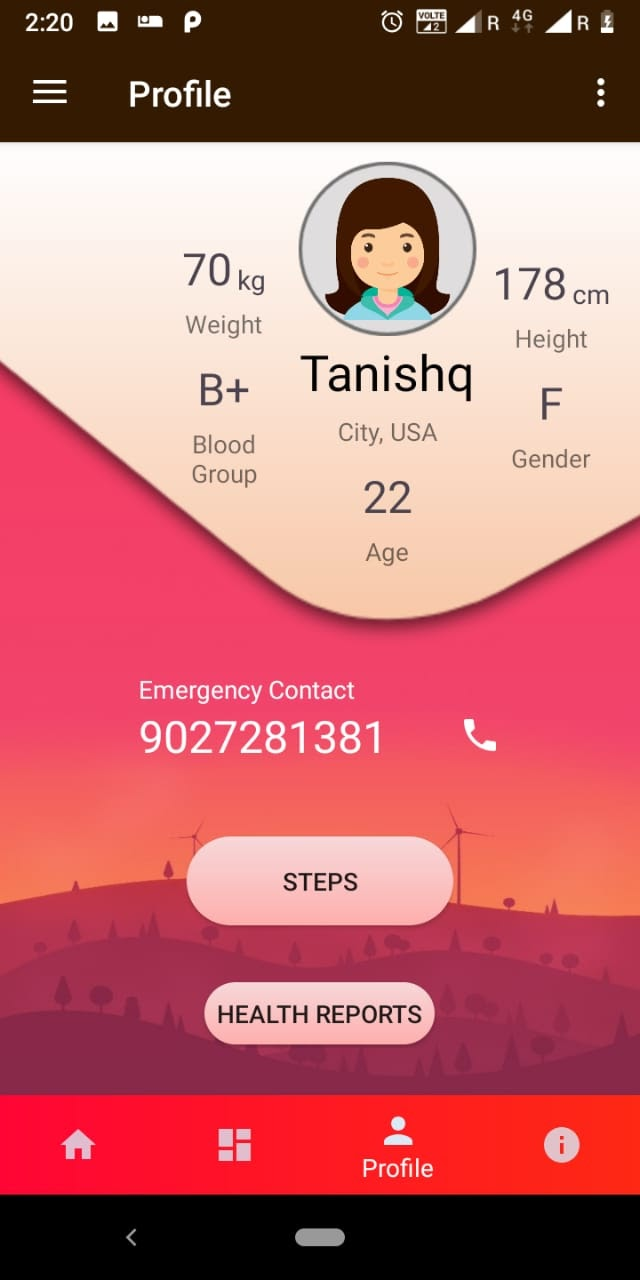 2:20
VOLTE 2 R 4G R
Profile
70 kg
Weight
178 cm
Height
B+
Blood
Group
Tanishq
City, USA
F
Gender
22
Age
Emergency Contact
9027281381
STEPS
HEALTH REPORTS
Profile